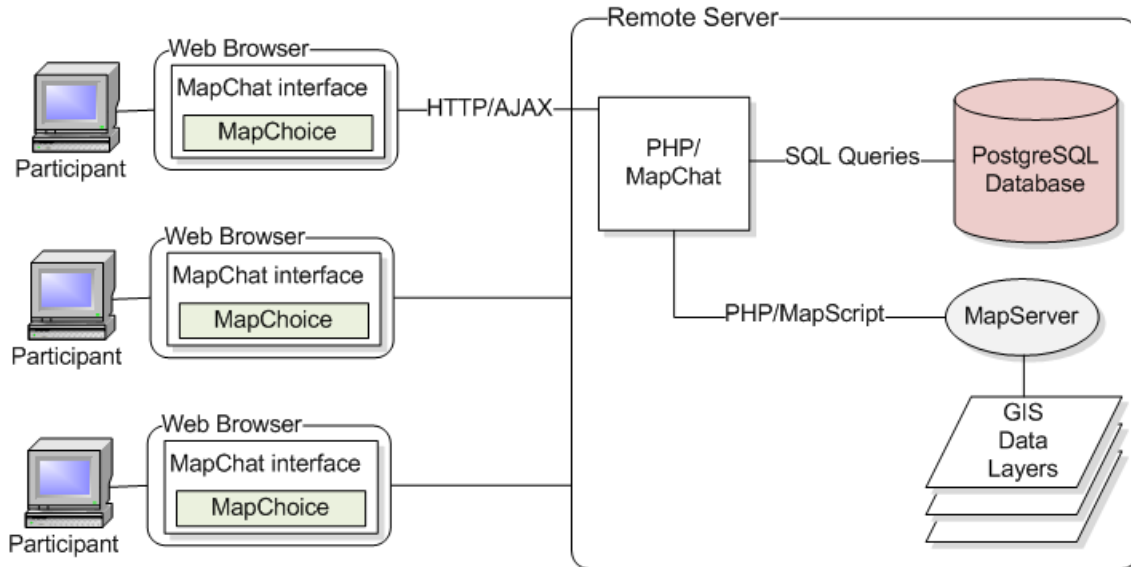 Remote Server
Web Browser
MapChat interface
MapChoice
Participant
HTTP/AJAX
PHP/
MapChat
SQL Queries
PostgreSQL
Database
Web Browser
MapChat interface
MapChoice
Participant
PHP/MapScript
MapServer
Web Browser
MapChat interface
MapChoice
Participant
GIS
Data
Layers